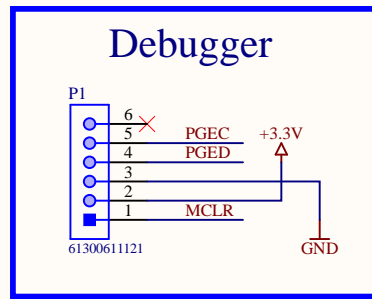 Debugger
P1
6
5 PGEC
4 PGED
+3.3V
3
2
1 MCLR
GND
61300611121